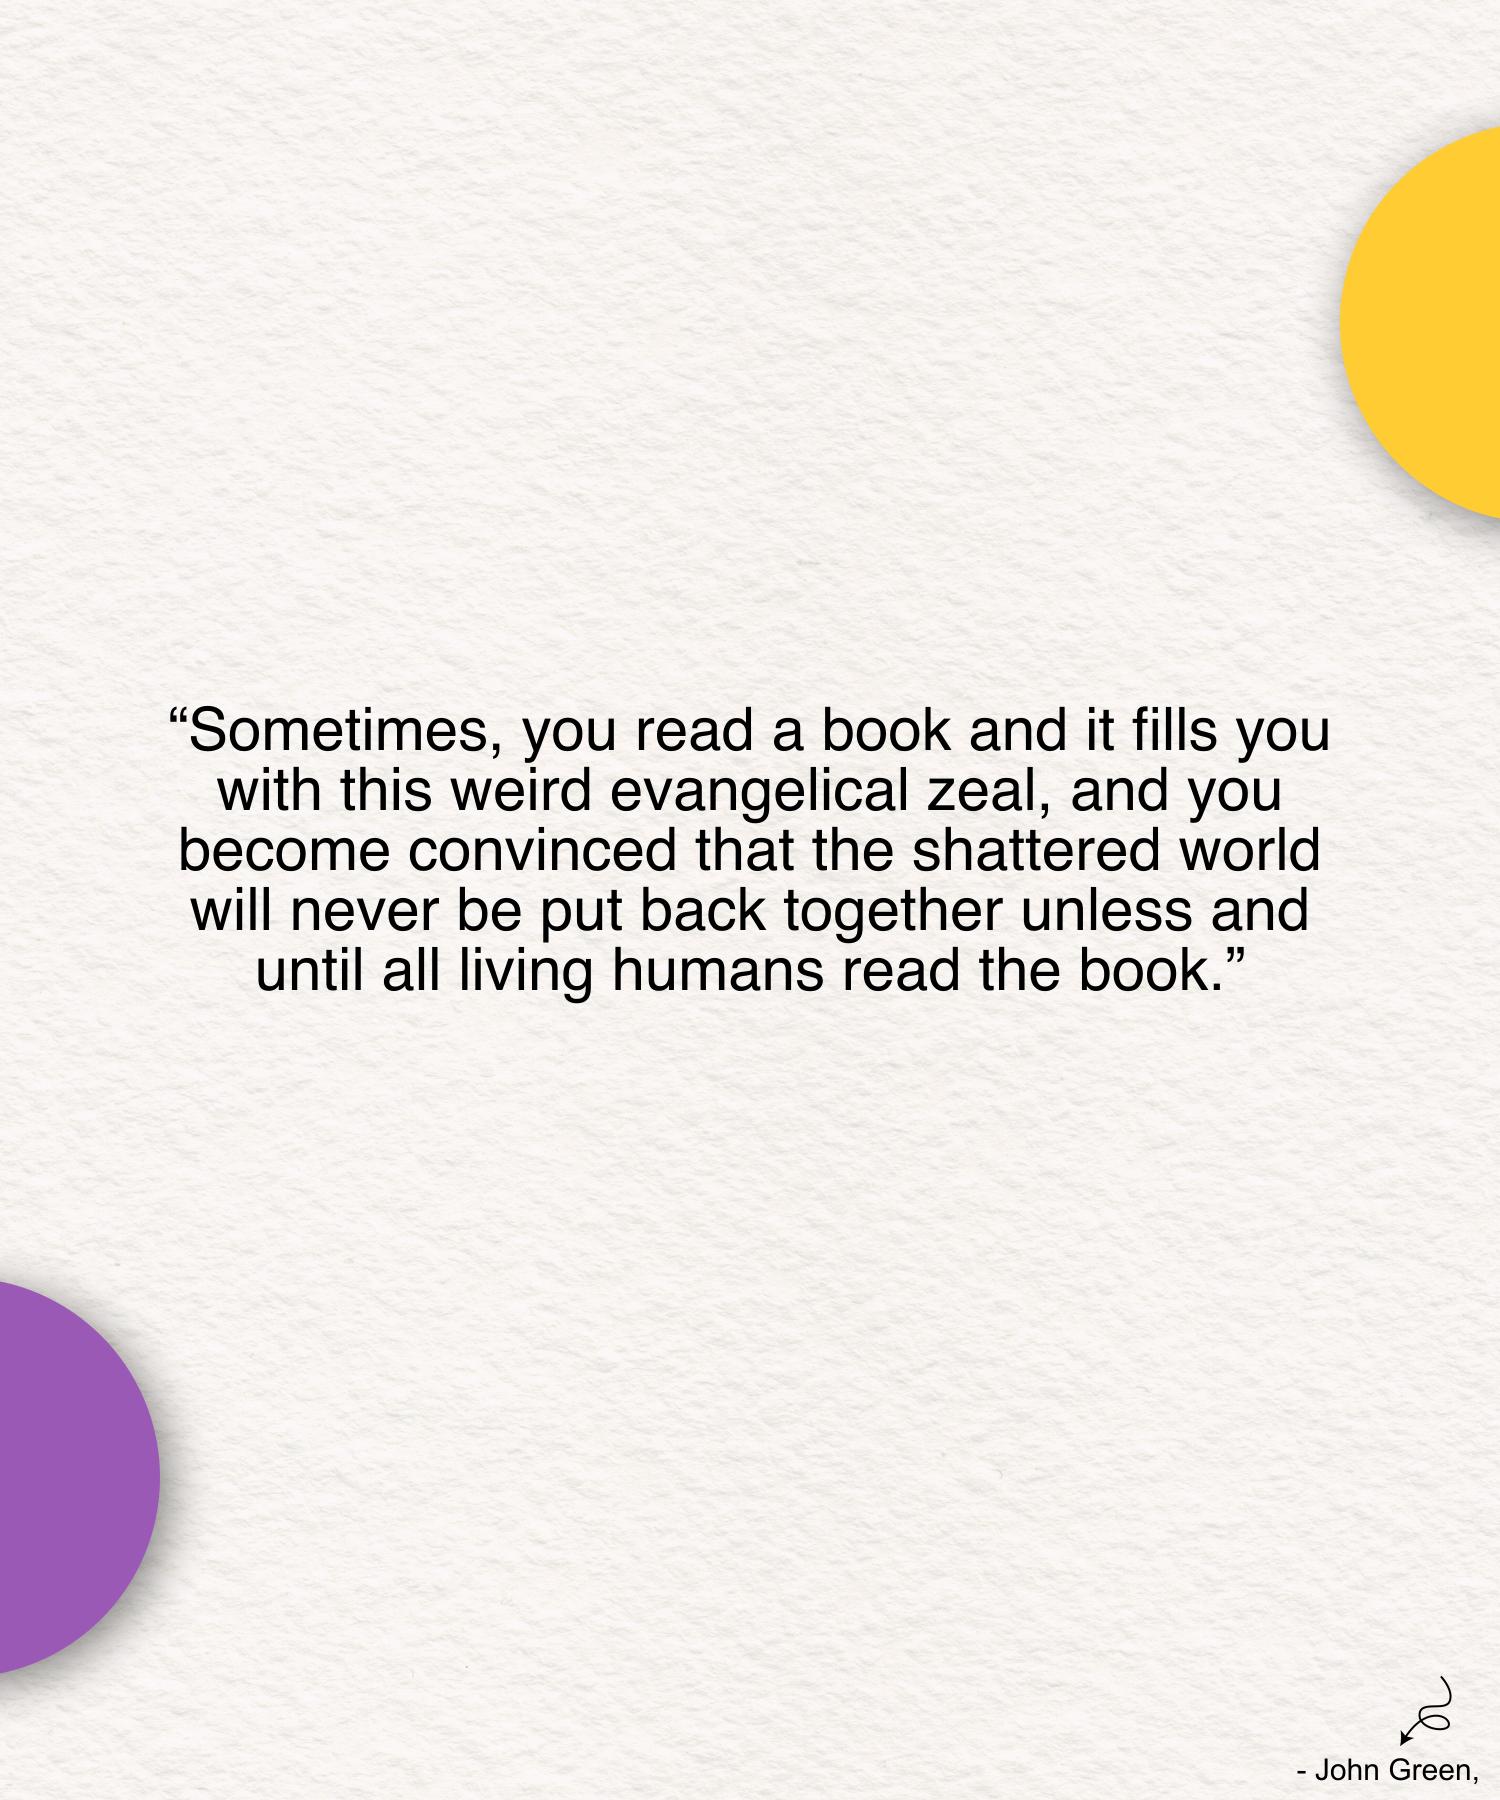 “Sometimes, you read a book and it fills you
with this weird evangelical zeal, and you
become convinced that the shattered world
will never be put back together unless and
until all living humans read the book.”
- John Green,